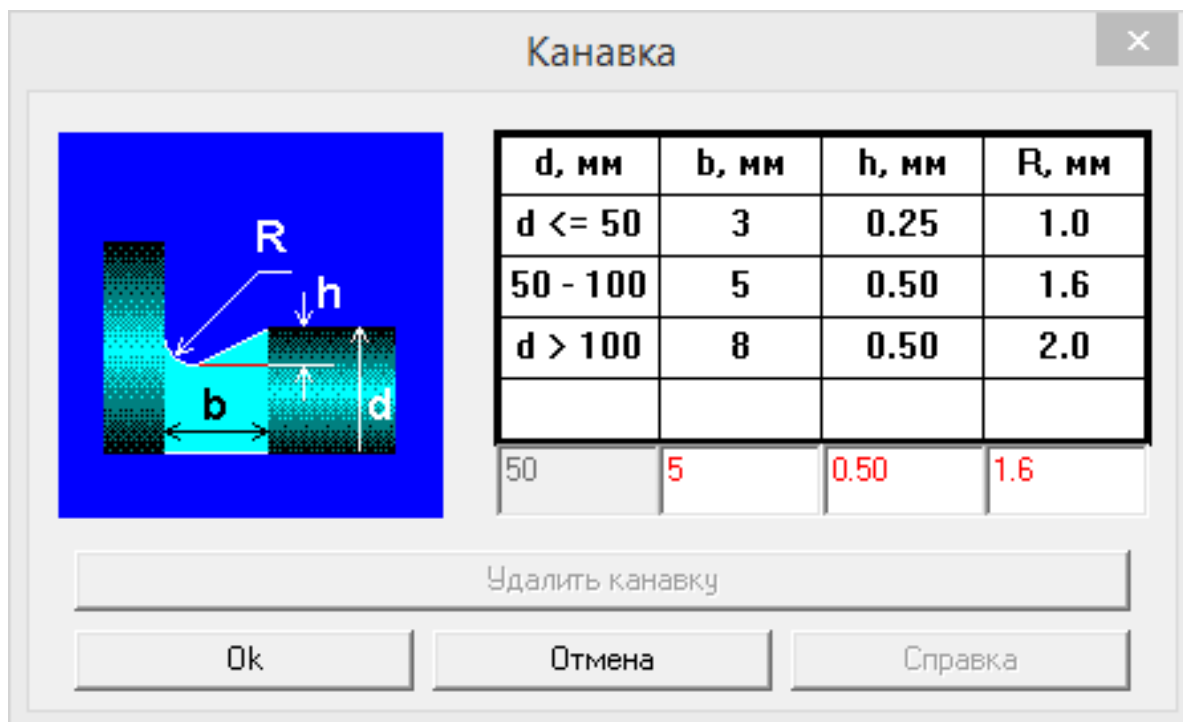 Канавка
R
h
b
d
d, мм b, мм h, мм R, мм
d <= 50 3 0.25 1.0
50 - 100 5 0.50 1.6
d > 100 8 0.50 2.0
50 5 0.50 1.6
Удалить канавку
Ok Отмена Справка